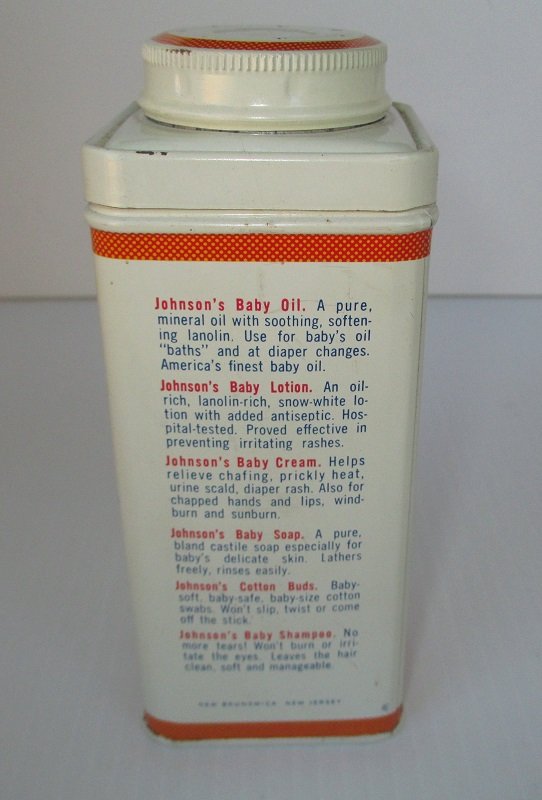 Johnson's Baby Oil. A pure,
mineral oil with soothing, soften-
ing lanolin. Use for baby's oil
"baths" and at diaper changes.
America's finest baby oil.
Johnson's Baby Lotion. An oil-
rich, lanolin-rich, snow-white lo-
tion with added antiseptic. Hos-
pital-tested. Proved effective in
preventing irritating rashes.
Johnson's Baby Cream. Helps
relieve chafing, prickly heat,
urine scald, diaper rash. Also for
chapped hands and lips, wind-
burn and sunburn.
Johnson's Baby Soap. A pure,
bland castile soap especially for
baby's delicate skin. Lathers
freely, rinses easily.
Johnson's Cotton Buds. Baby-
soft, baby-safe, baby-size cotton
swabs. Won't slip, twist or come
off the stick.
Johnson's Baby Shampoo. No
more tears! Won't burn or irri-
tate the eyes. Leaves the hair
clean, soft and manageable.
NEW BRUNSWICK NEW JERSEY